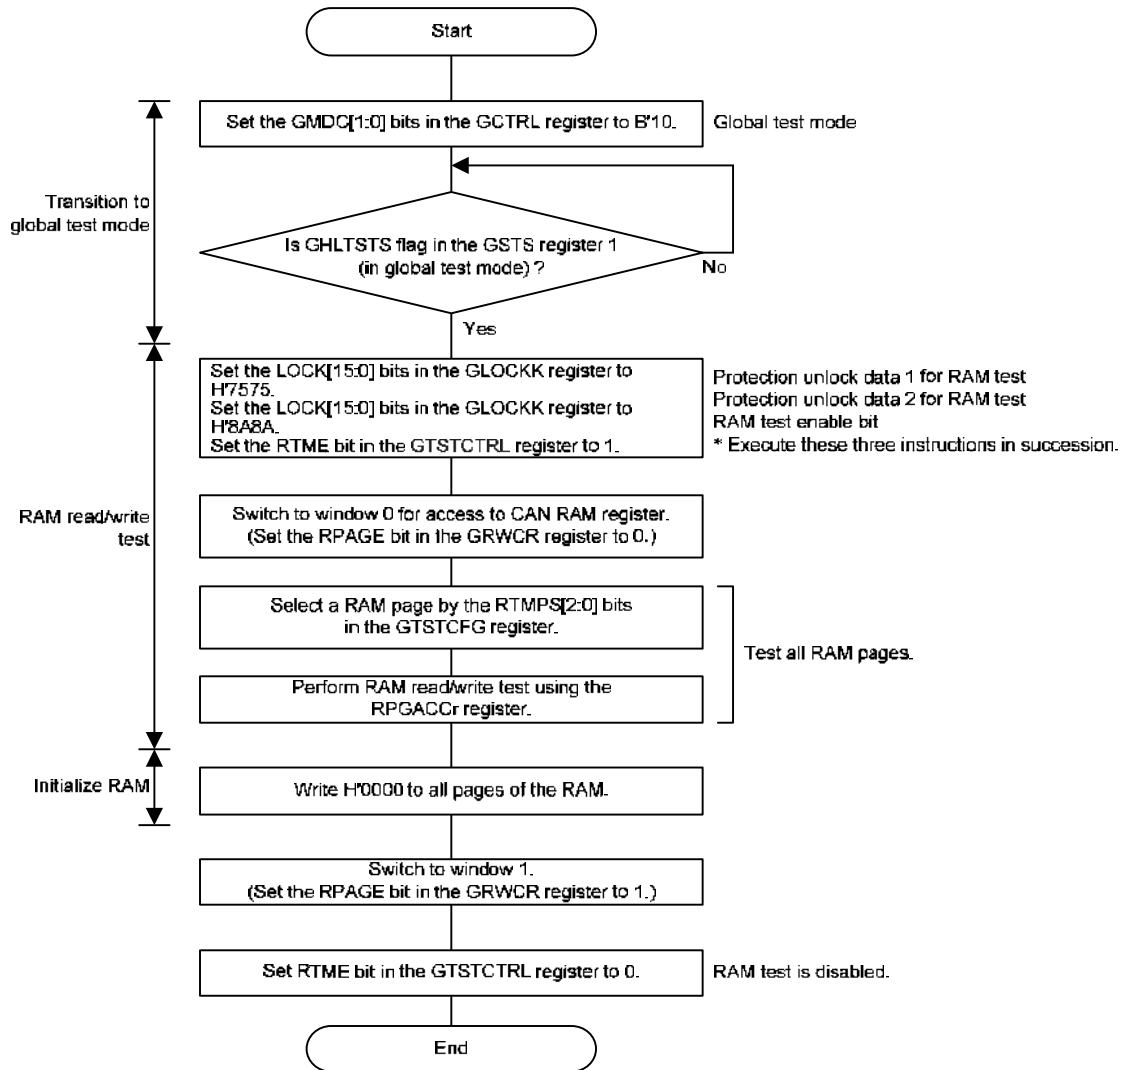 Start
Set the GMDC[1:0] bits in the GCTRL register to B'10.
Global test mode
Transition to
global test mode
Is GHLTSTS flag in the GSTS register 1
(in global test mode) ?
No
Yes
Set the LOCK[15:0] bits in the GLOCKK register to
H'7575.
Set the LOCK[15:0] bits in the GLOCKK register to
H'8A8A.
Set the RTME bit in the GTSTCTRL register to 1.
Protection unlock data 1 for RAM test
Protection unlock data 2 for RAM test
RAM test enable bit
* Execute these three instructions in succession.
RAM read/write
test
Switch to window 0 for access to CAN RAM register.
(Set the RPAGE bit in the GRWCR register to 0.)
Select a RAM page by the RTMPS[2:0] bits
in the GTSTCFG register.
Test all RAM pages.
Perform RAM read/write test using the
RPGACCr register.
Initialize RAM
Write H'0000 to all pages of the RAM.
Switch to window 1.
(Set the RPAGE bit in the GRWCR register to 1.)
Set RTME bit in the GTSTCTRL register to 0.
RAM test is disabled.
End